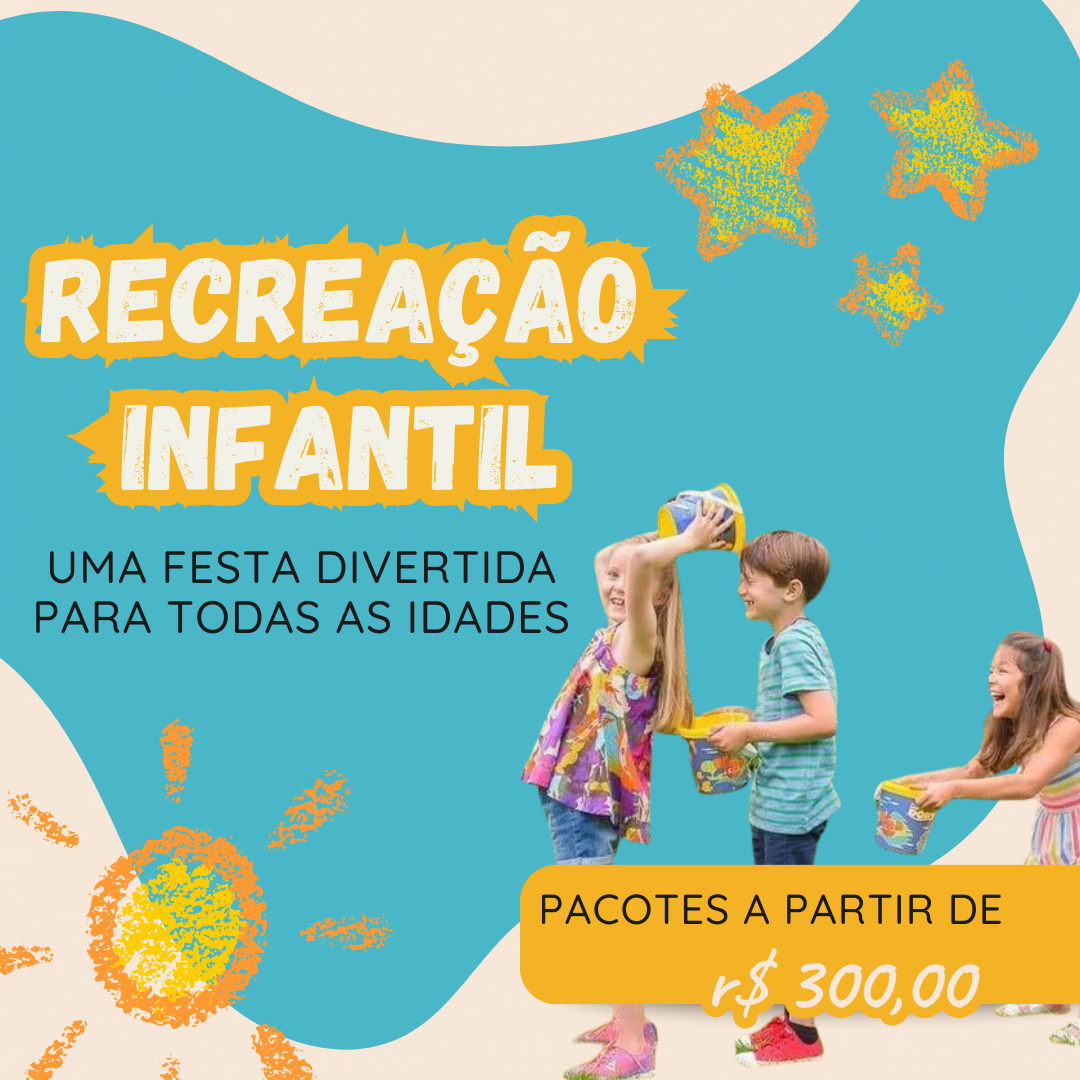 RECREAÇÃO
INFANTIL
UMA FESTA DIVERTIDA
PARA TODAS AS IDADES
PACOTES A PARTIR DE
r$ 300,00